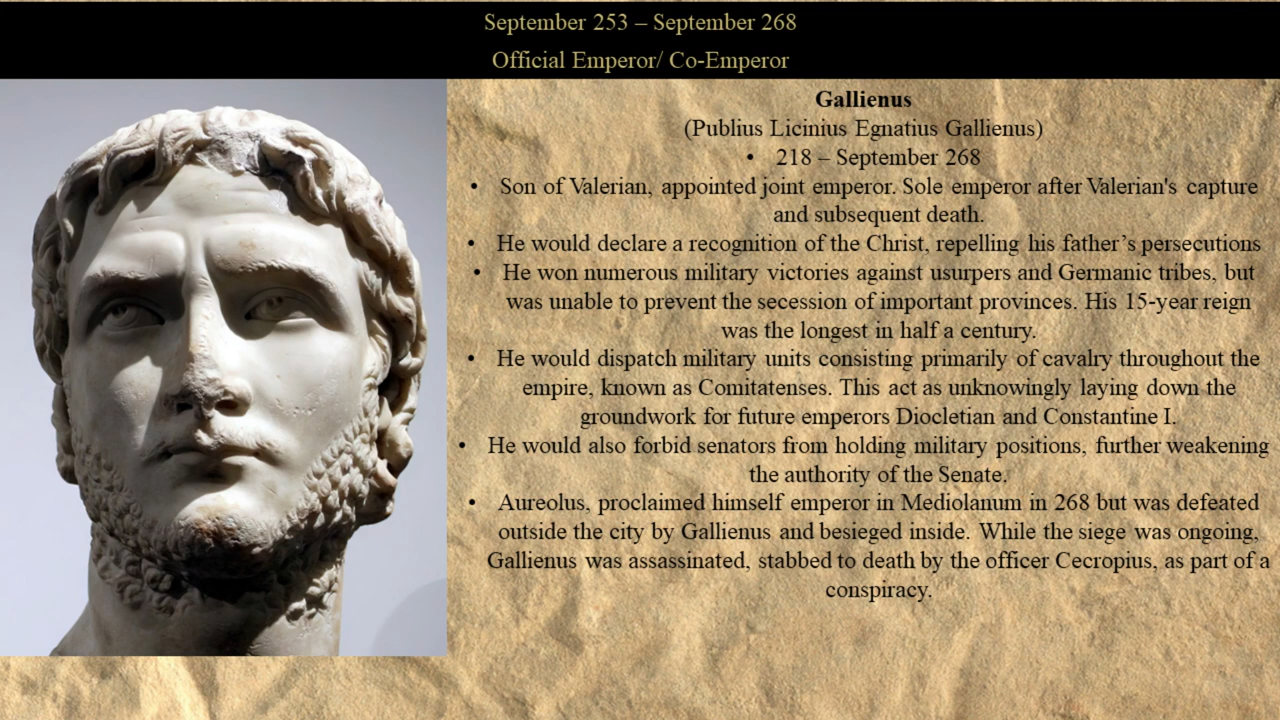 September 253 – September 268
Official Emperor/ Co-Emperor
Gallienus
(Publius Licinius Egnatius Gallienus)
• 218 – September 268
• Son of Valerian, appointed joint emperor. Sole emperor after Valerian's capture
and subsequent death.
• He would declare a recognition of the Christ, repelling his father’s persecutions
• He won numerous military victories against usurpers and Germanic tribes, but
was unable to prevent the secession of important provinces. His 15-year reign
was the longest in half a century.
• He would dispatch military units consisting primarily of cavalry throughout the
empire, known as Comitatenses. This act as unknowingly laying down the
groundwork for future emperors Diocletian and Constantine I.
• He would also forbid senators from holding military positions, further weakening
the authority of the Senate.
• Aureolus, proclaimed himself emperor in Mediolanum in 268 but was defeated
outside the city by Gallienus and besieged inside. While the siege was ongoing,
Gallienus was assassinated, stabbed to death by the officer Cecropius, as part of a
conspiracy.